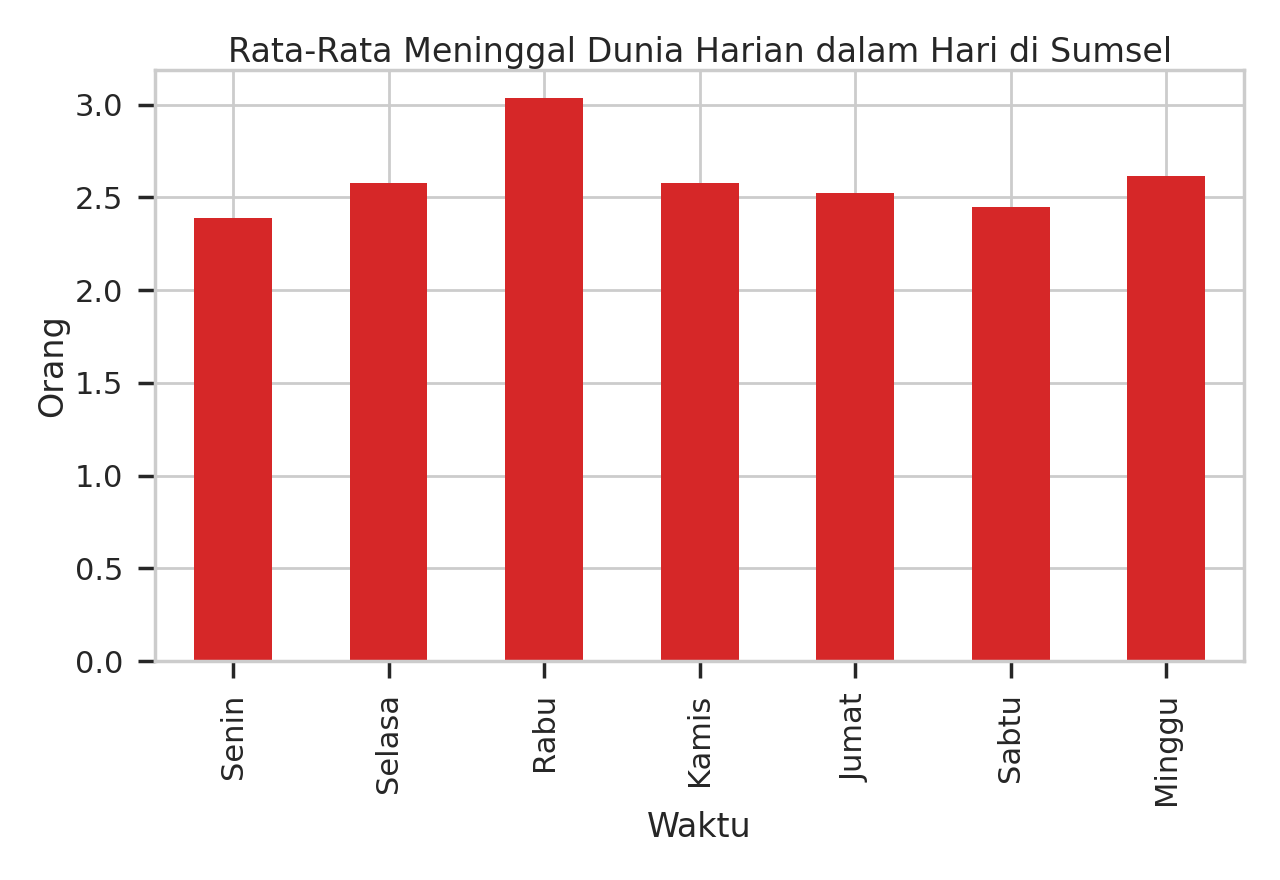 Rata-Rata Meninggal Dunia Harian dalam Hari di Sumsel
Orang
3.0
2.5
2.0
1.5
1.0
0.5
0.0
Senin
Selasa
Rabu
Kamis
Jumat
Sabtu
Minggu
Waktu